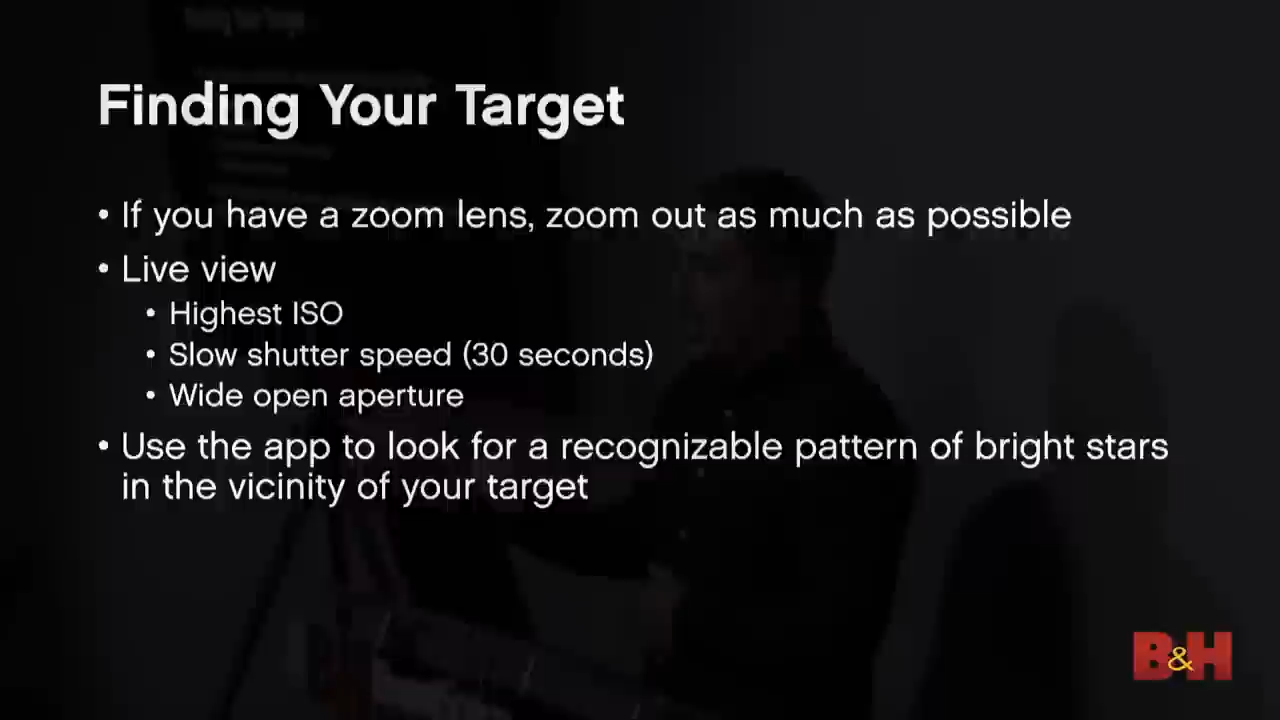 Finding Your Target
• If you have a zoom lens, zoom out as much as possible
• Live view
• Highest ISO
• Slow shutter speed (30 seconds)
• Wide open aperture
• Use the app to look for a recognizable pattern of bright stars
in the vicinity of your target
B&H